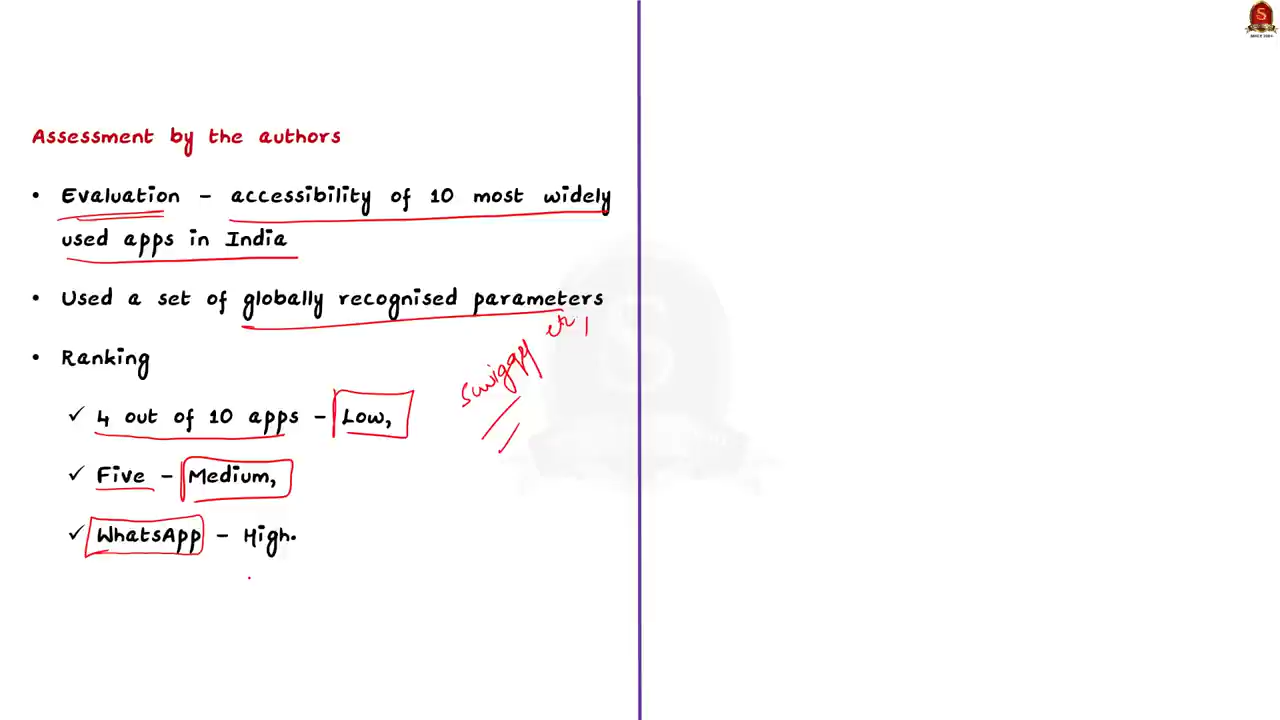 Assessment by the authors
• Evaluation - accessibility of 10 most widely
used apps in India
• Used a set of globally recognised parameters
• Ranking
swiggy
✓ 4 out of 10 apps - Low,
✓ Five - Medium,
✓ WhatsApp - High.